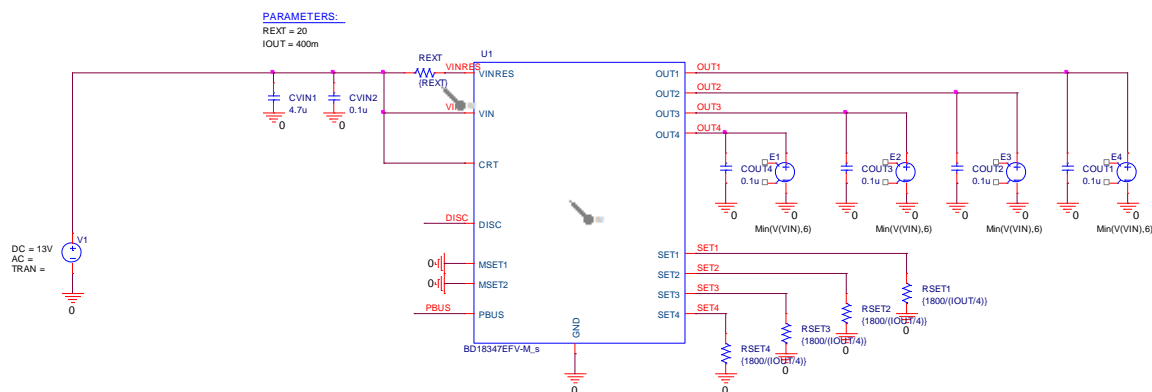 PARAMETERS:
REXT = 20
IOUT = 400m
U1
REXT
VINRES
{REXT}
VINRES
CVIN1
4.7u
0
CVIN2
0.1u
0
VIN
CRT
DISC
DISC
0
MSET1
0
MSET2
PBUS
PBUS
GND
0
BD18347EFV-M_s
DC = 13V
AC =
TRAN =
V1
0
OUT1
OUT1
OUT2
OUT2
OUT3
OUT3
OUT4
OUT4
E1
COUT4
0.1u
0
0
Min(V(VIN),6)
E2
COUT3
0.1u
0
0
Min(V(VIN),6)
E3
COUT2
0.1u
0
0
Min(V(VIN),6)
E4
COUT1
0.1u
0
0
Min(V(VIN),6)
SET1
SET1
SET2
SET2
SET3
SET3
SET4
SET4
RSET1
{1800/(IOUT/4)}
0
RSET2
{1800/(IOUT/4)}
0
RSET3
{1800/(IOUT/4)}
0
RSET4
{1800/(IOUT/4)}
0